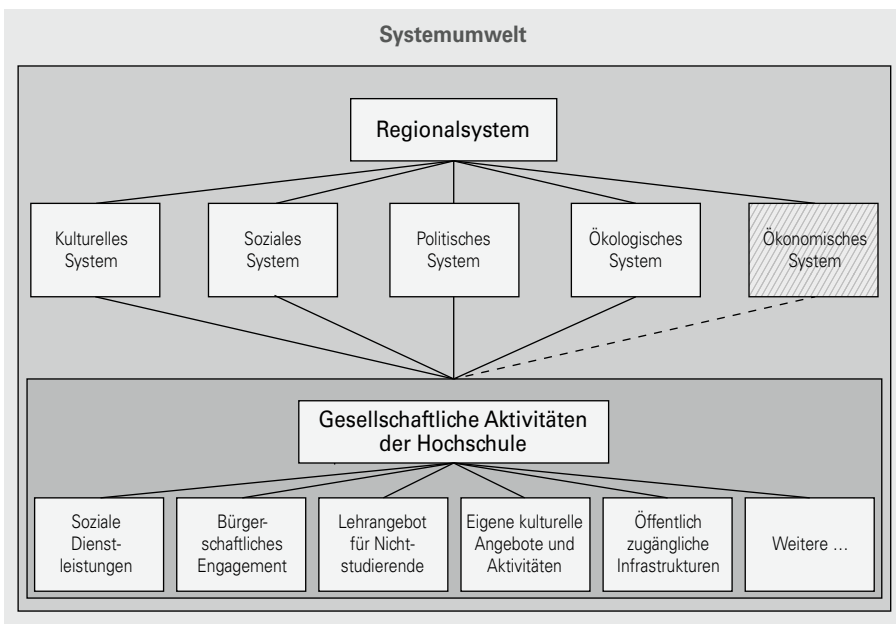 Systemumwelt
Regionalsystem
Kulturelles
System
Soziales
System
Politisches
System
Ökologisches
System
Ökonomisches
System
Gesellschaftliche Aktivitäten
der Hochschule
Soziale
Dienst-
leistungen
Bürger-
schaftliches
Engagement
Lehrangebot
für Nicht-
studierende
Eigene kulturelle
Angebote und
Aktivitäten
Öffentlich
zugängliche
Infrastrukturen
Weitere ...